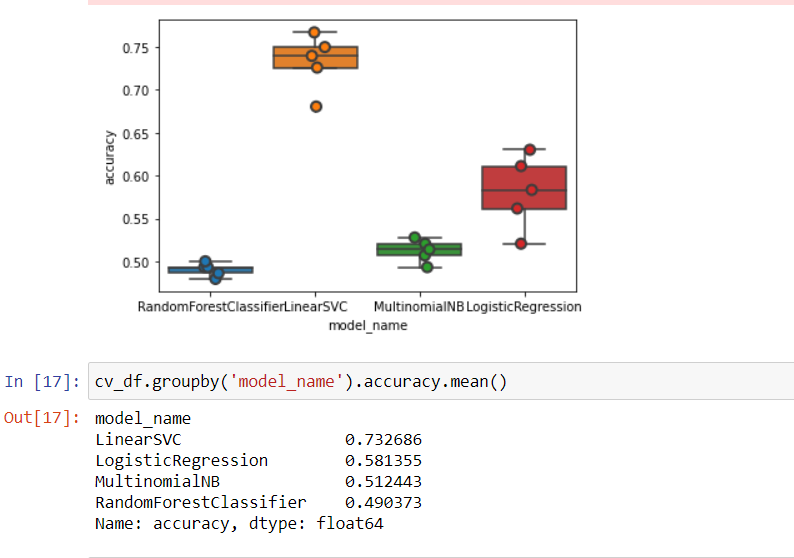 0.75
0.70
0.65
0.60
0.55
0.50
accuracy
RandomForestClassifier LinearSVC MultinomialNB LogisticRegression
model_name
In [17]: cv_df.groupby('model_name').accuracy.mean()
Out[17]: model_name
LinearSVC 0.732686
LogisticRegression 0.581355
MultinomialNB 0.512443
RandomForestClassifier 0.490373
Name: accuracy, dtype: float64